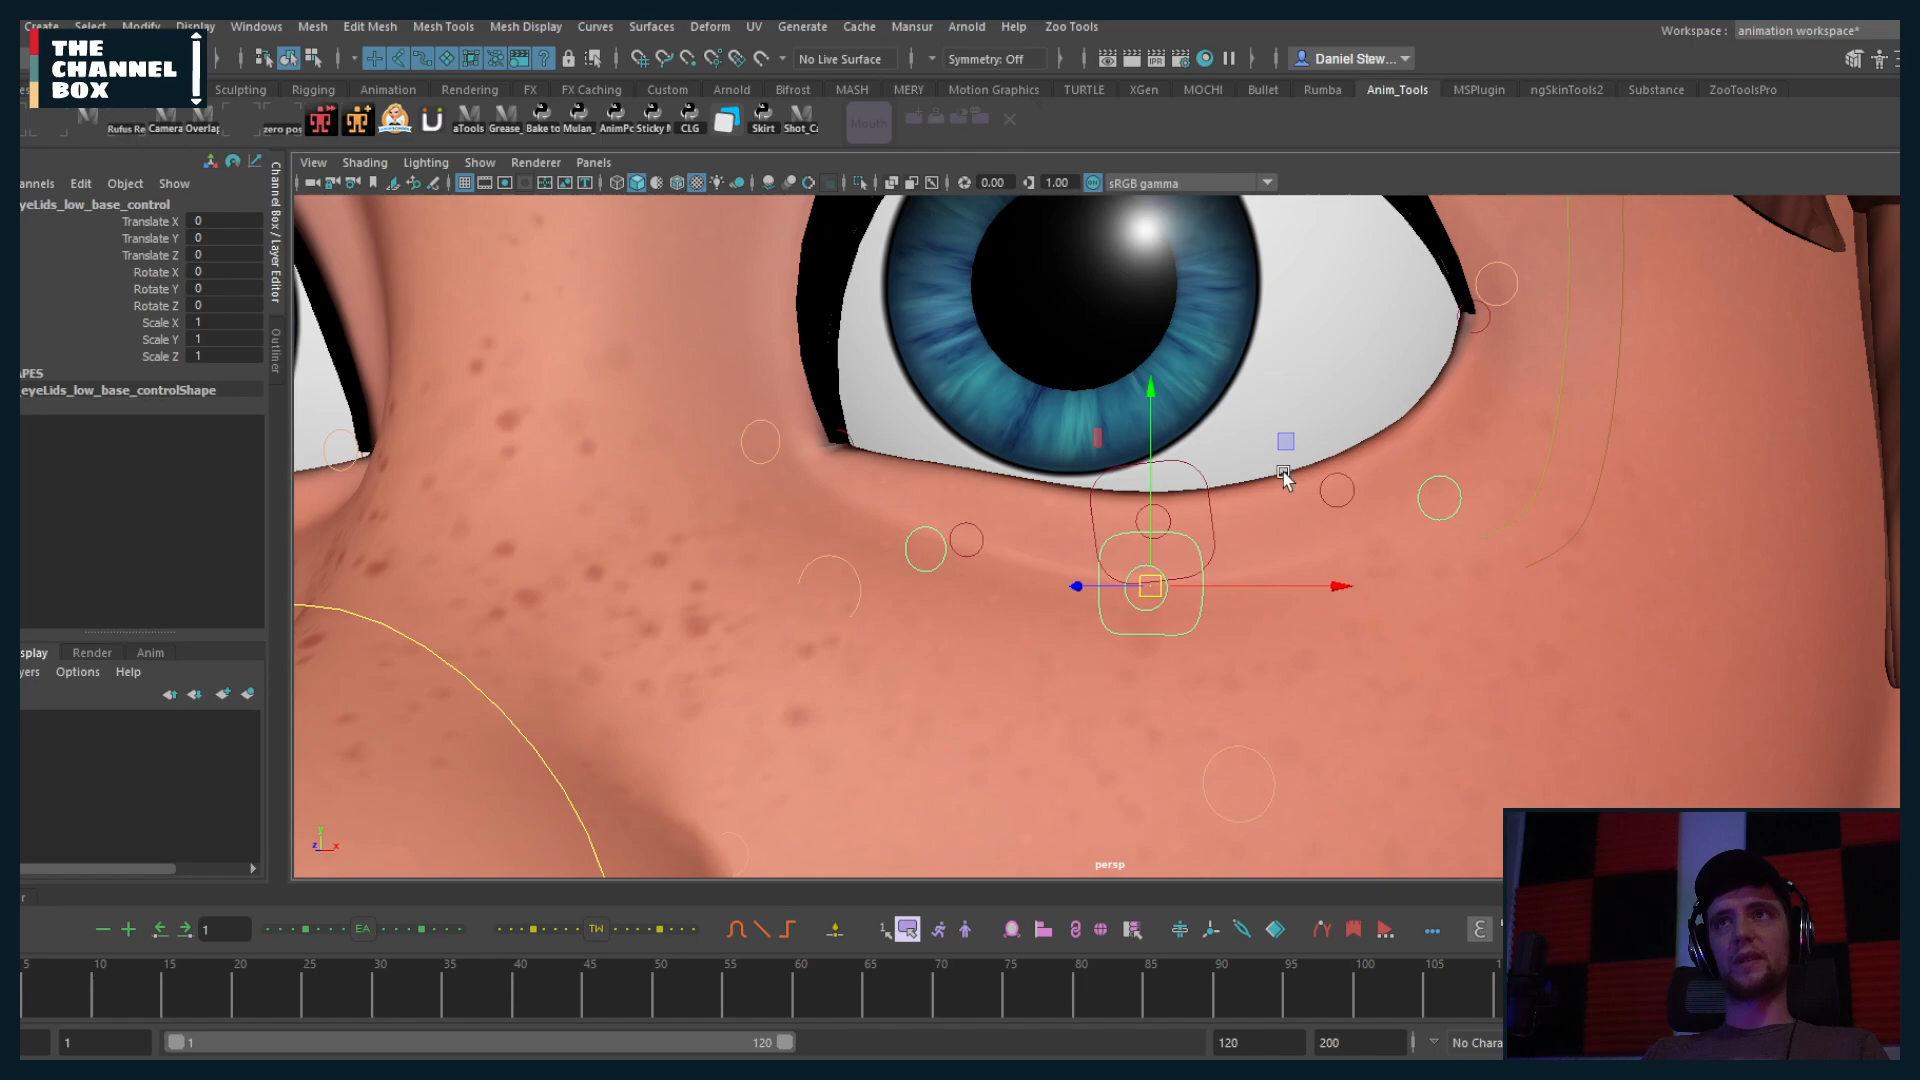 Create Select Modify Display Windows Mesh Edit Mesh Mesh Tools Mesh Display Curves Surfaces Deform UV Generate Cache Mansur Arnold Help Zoo Tools
Workspace : animation workspace*
THE
CHANNEL
BOX
No Live Surface
Symmetry: Off
Daniel Stew...
Sculpting Rigging Animation Rendering FX FX Caching Custom Arnold Bifrost MASH MERY Motion Graphics TURTLE XGen MOCHI Bullet Rumba Anim_Tools MSPlugin ngSkinTools2 Substance ZooToolsPro
Rufus Re Camera Overlap zero pos aTools Grease_ Bake to Mulan_ AnimPo Sticky M CLG Skirt Shot_Ca
Mouth
View Shading Lighting Show Renderer Panels
0.00 1.00 sRGB gamma
annels Edit Object Show
yeLids_low_base_control
Translate X 0
Translate Y 0
Translate Z 0
Rotate X 0
Rotate Y 0
Rotate Z 0
Scale X 1
Scale Y 1
Scale Z 1
APES
eyeLids_low_base_controlShape
Channel Box / Layer Editor
Outliner
splay Render Anim
yers Options Help
persp
1 EA TW
5 10 15 20 25 30 35 40 45 50 55 60 65 70 75 80 85 90 95 100 105
1 1 120 120 200 No Chara